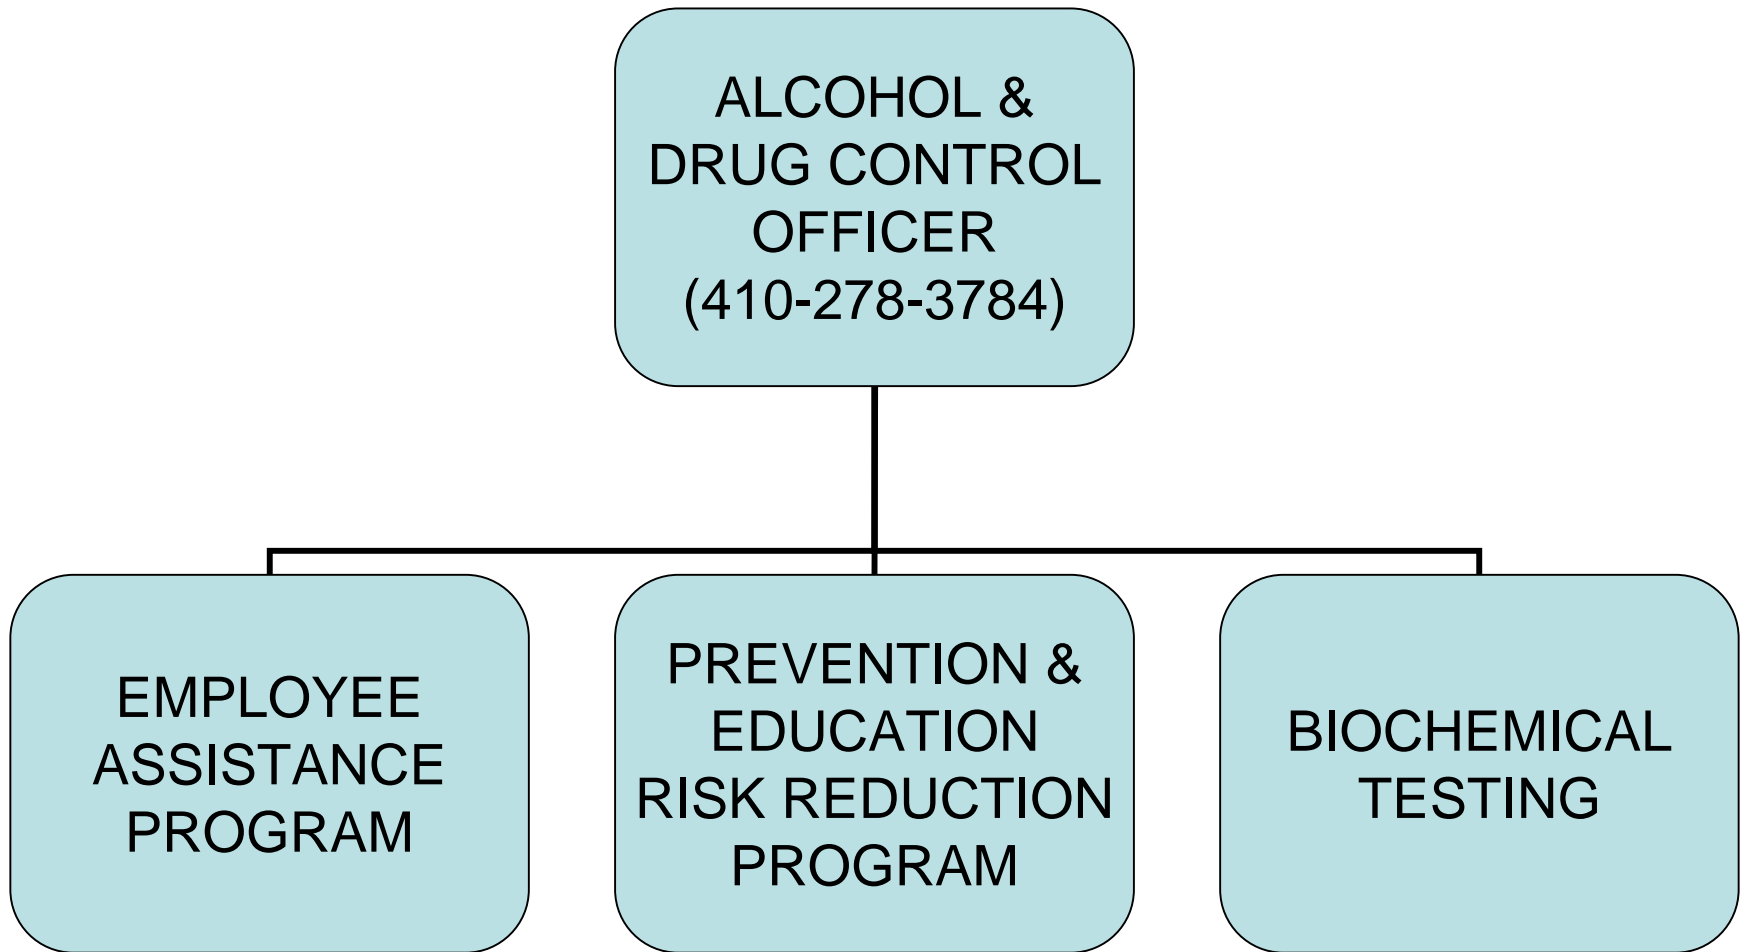 ALCOHOL &
DRUG CONTROL
OFFICER
(410-278-3784)
EMPLOYEE
ASSISTANCE
PROGRAM
PREVENTION &
EDUCATION
RISK REDUCTION
PROGRAM
BIOCHEMICAL
TESTING